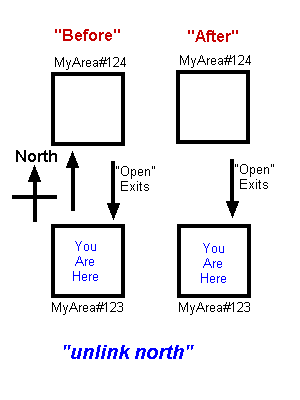 "Before"
"After"
MyArea#124
MyArea#124
North
"Open"
Exits
"Open"
Exits
You
Are
Here
You
Are
Here
MyArea#123
MyArea#123
"unlink north"